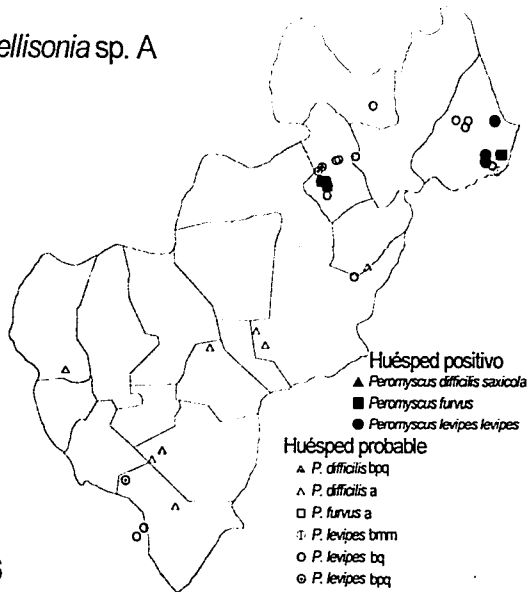 ellisonia sp. A
Huésped positivo
Peromyscus difficilis saxicola
Peromyscus furvus
Peromyscus levipes levipes
Huésped probable
P. difficilis bpq
P. difficilis a
P. furvus a
P. levipes bmm
P. levipes bq
P. levipes bpq